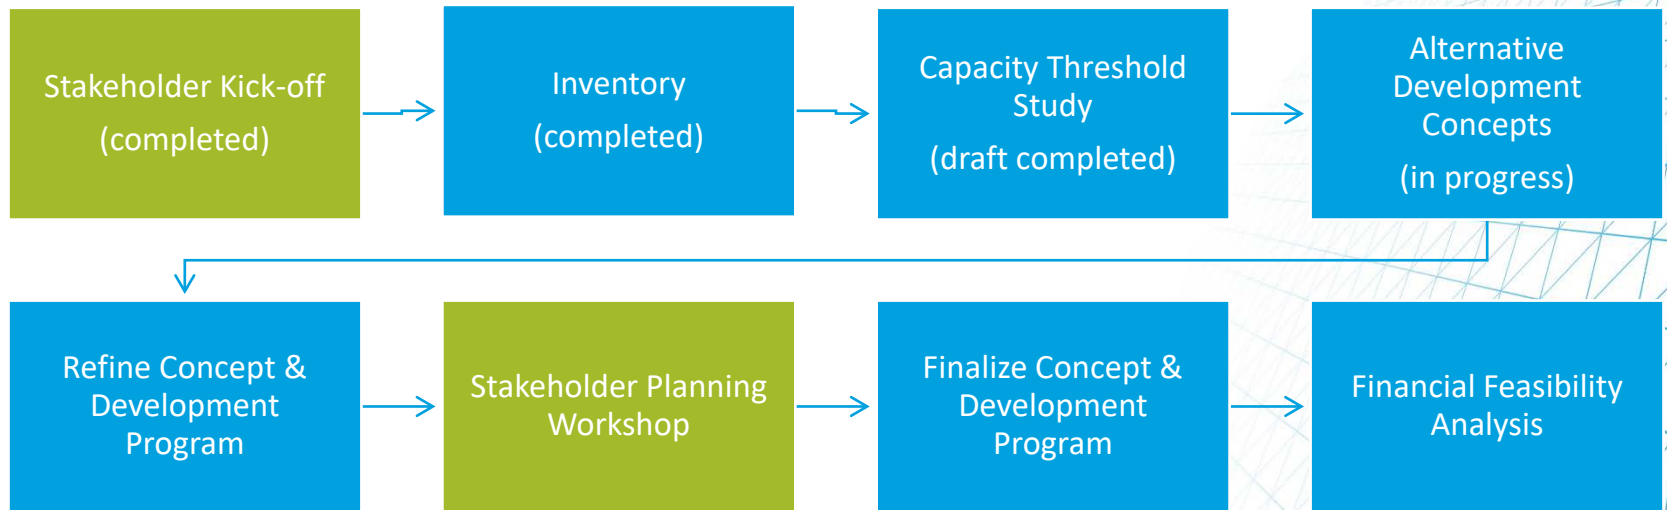 Stakeholder Kick-off
(completed)
Inventory
(completed)
Capacity Threshold
Study
(draft completed)
Alternative
Development
Concepts
(in progress)
Refine Concept &
Development
Program
Stakeholder Planning
Workshop
Finalize Concept &
Development
Program
Financial Feasibility
Analysis